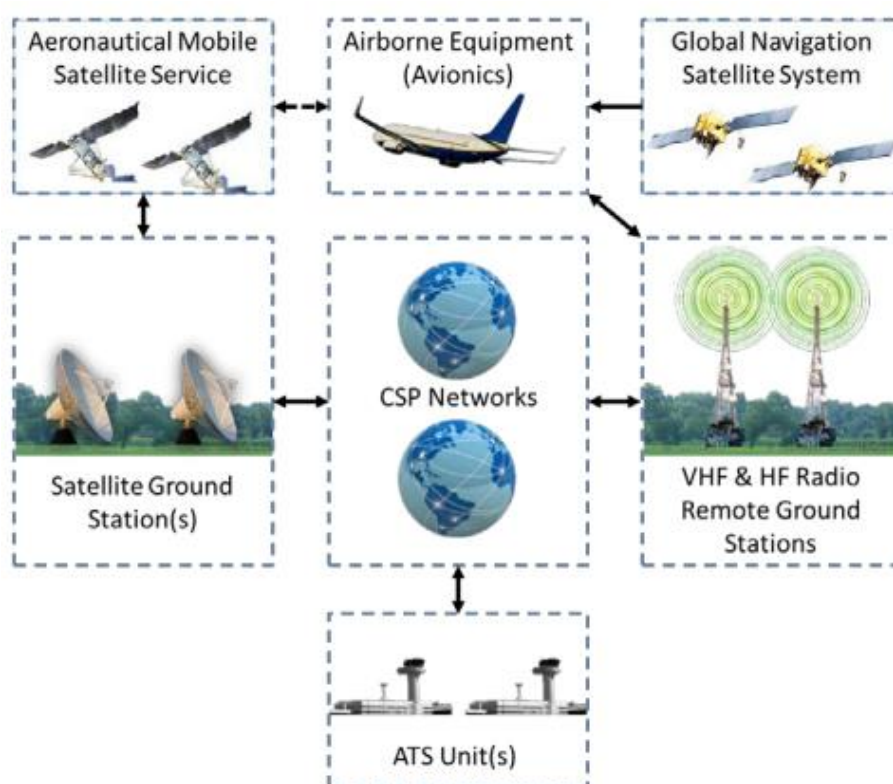 Aeronautical Mobile
Satellite Service
Airborne Equipment
(Avionics)
Global Navigation
Satellite System
Satellite Ground
Station(s)
CSP Networks
VHF & HF Radio
Remote Ground
Stations
ATS Unit(s)